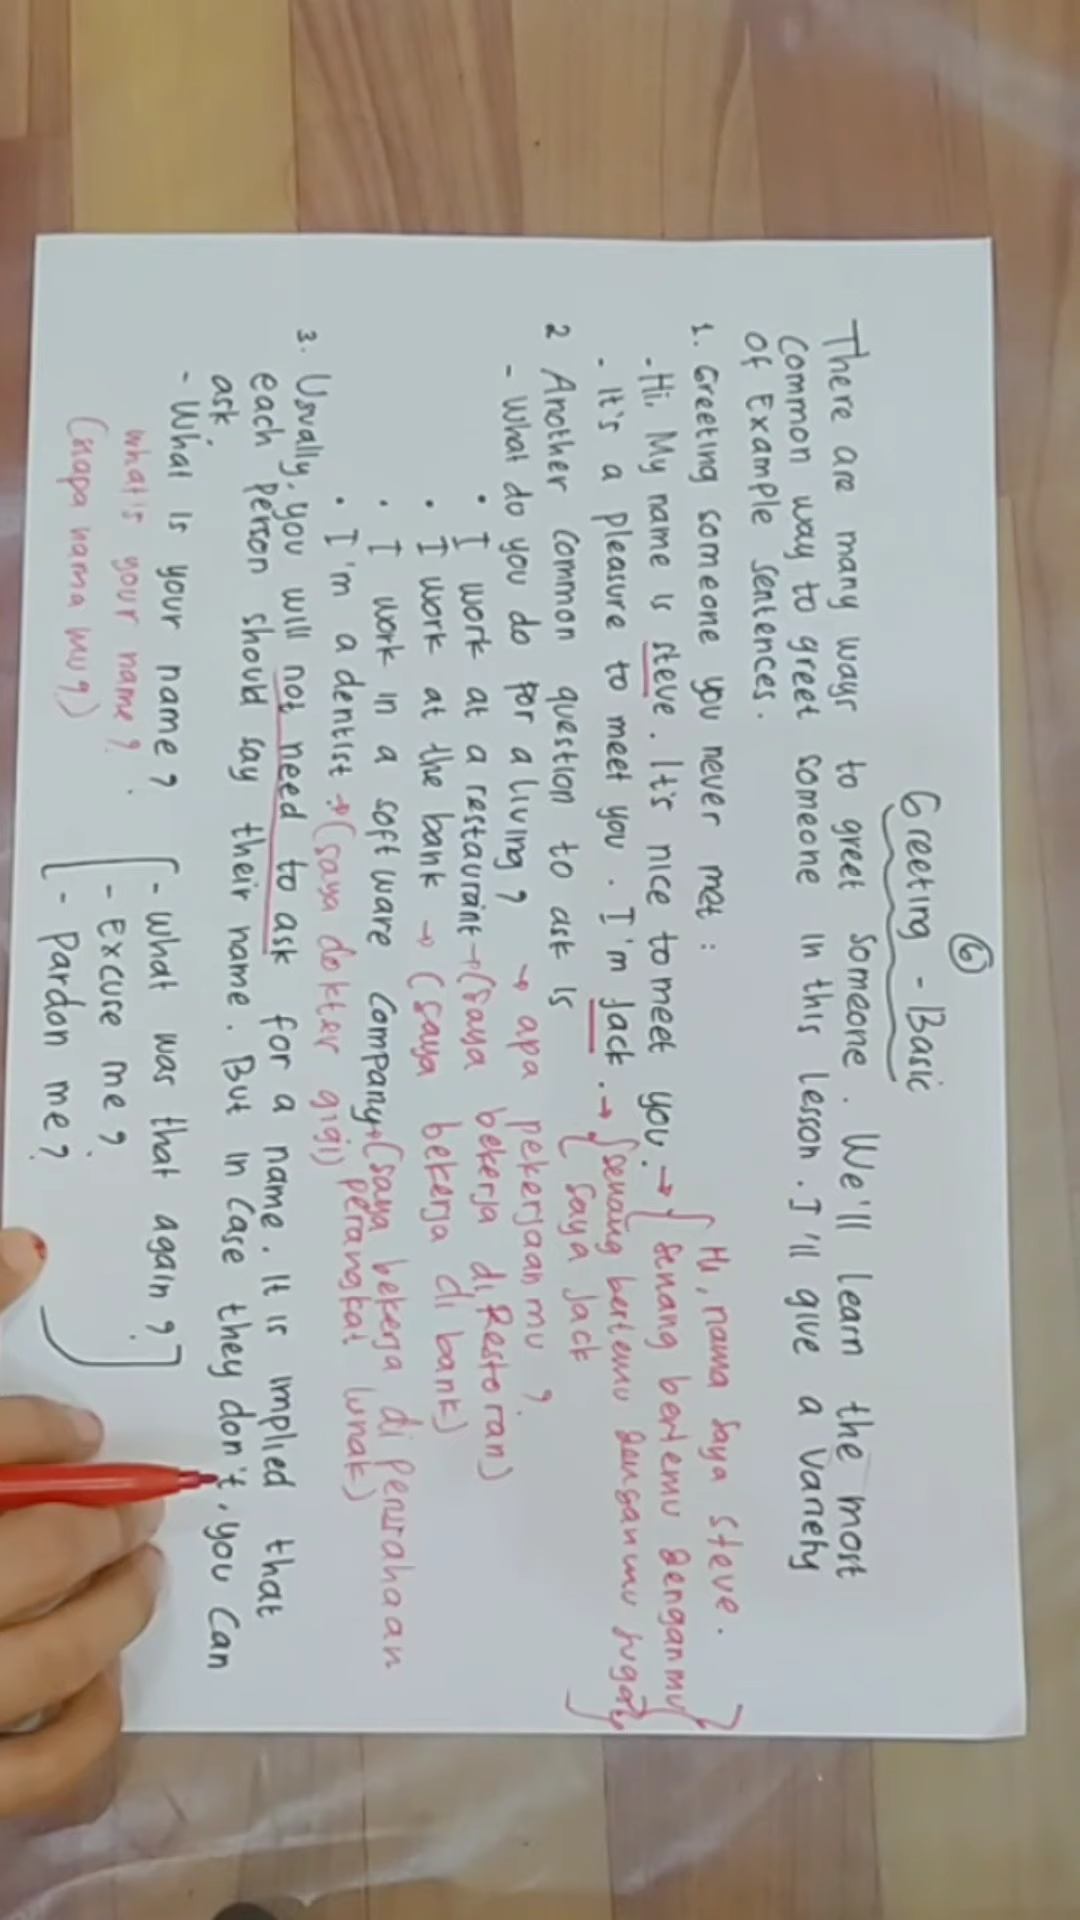 6
Greeting - Basic
There are many ways to greet someone. We'll learn the most
common way to greet someone in this lesson. I'll give a variety
of Example sentences.
1. Greeting someone you never met :
- Hi. My name is steve. It's nice to meet you. → { Hi, nama saya steve.
senang bertemu denganmu }
- It's a pleasure to meet you. I'm jack. → { senang bertemu denganmu juga,
saya jack }
2 Another common question to ask is
- What do you do for a living? → apa pekerjaanmu ?
• I work at a restaurant → (saya bekerja di Restoran)
• I work at the bank → (saya bekerja di bank)
• I work in a software company → (saya bekerja di perusahaan
perangkat lunak)
• I'm a dentist → (saya dokter gigi)
3. Usually, you will not need to ask for a name. It is implied that
each person should say their name. But in case they don't, you can
ask.
- What is your name?
what's your name?
(siapa nama mu?)
[ - what was that again ? ]
- Excuse me ?
- Pardon me ?